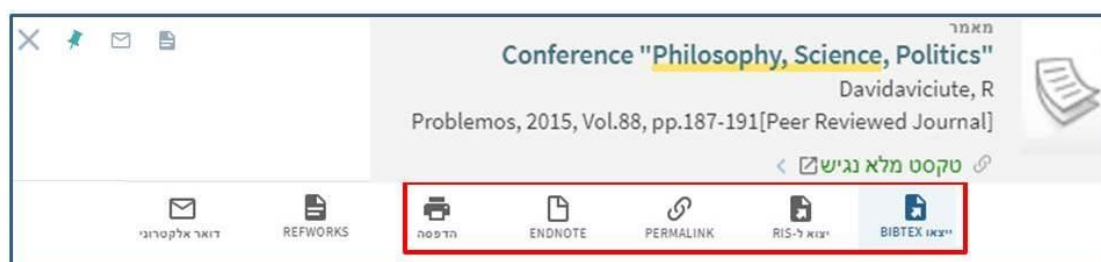 מאמר
Conference "Philosophy, Science, Politics"
Davidaviciute, R
Problemos, 2015, Vol.88, pp.187-191[Peer Reviewed Journal]
טקסט מלא נגיש
ייצאו BIBTEX
יצוא ל-RIS
PERMALINK
ENDNOTE
הדפסה
REFWORKS
דואר אלקטרוני